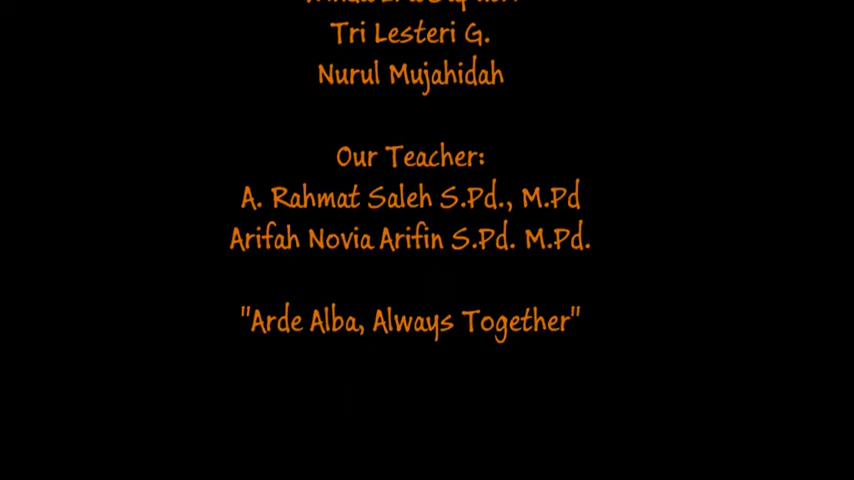 Tri Lesteri G.
Nurul Mujahidah
Our Teacher:
A. Rahmat Saleh S.Pd., M.Pd
Arifah Novia Arifin S.Pd. M.Pd.
"Arde Alba, Always Together"